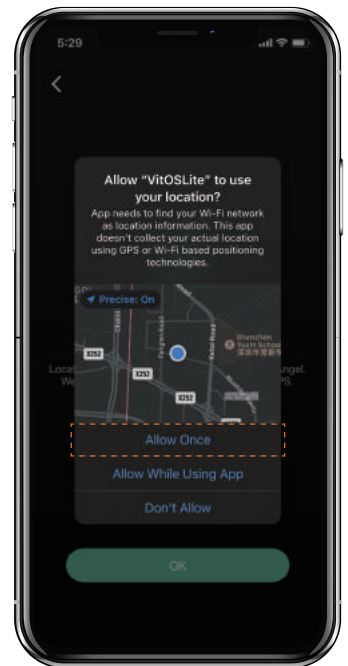 5:29
Allow “VitOSLite” to use
your location?
App needs to find your Wi-Fi network
as location information. This app
doesn't collect your actual location
using GPS or Wi-Fi based positioning
technologies.
Precise: On
Yuxin School
X252
X252
X252
Allow Once
Allow While Using App
Don't Allow
OK